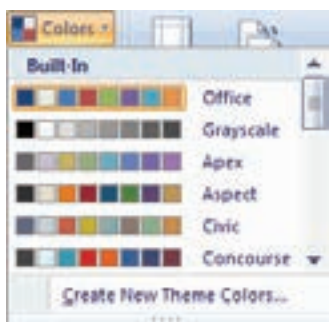 Colors
Built-In
Office
Grayscale
Apex
Aspect
Civic
Concourse
Create New Theme Colors...